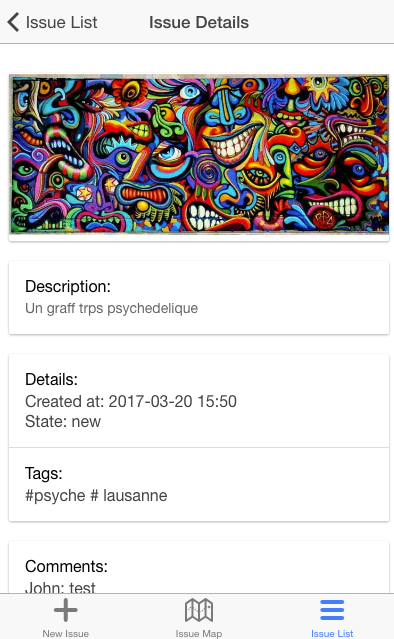 Issue List
Issue Details
Description:
Un graff trps psychedelique
Details:
Created at: 2017-03-20 15:50
State: new
Tags:
#psyche # lausanne
Comments:
John: test
New Issue
Issue Map
Issue List